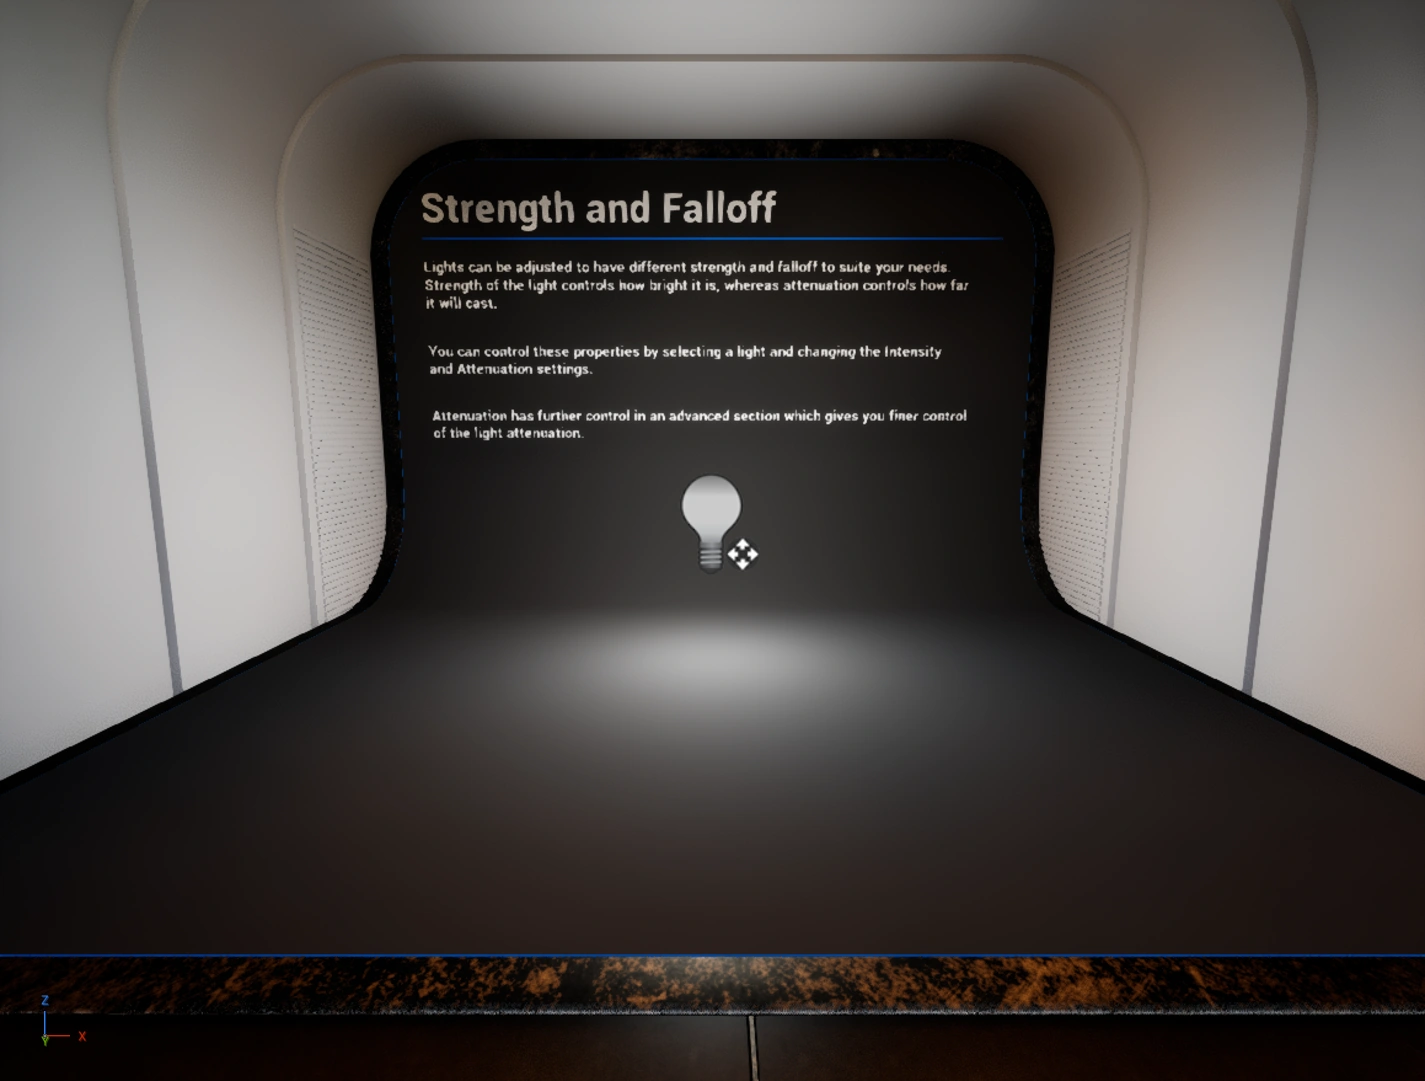 Strength and Falloff
Lights can be adjusted to have different strength and falloff to suite your needs.
Strength of the light controls how bright it is, whereas attenuation controls how far
it will cast.
You can control these properties by selecting a light and changing the Intensity
and Attenuation settings.
Attenuation has further control in an advanced section which gives you finer control
of the light attenuation.
Z
X
Y